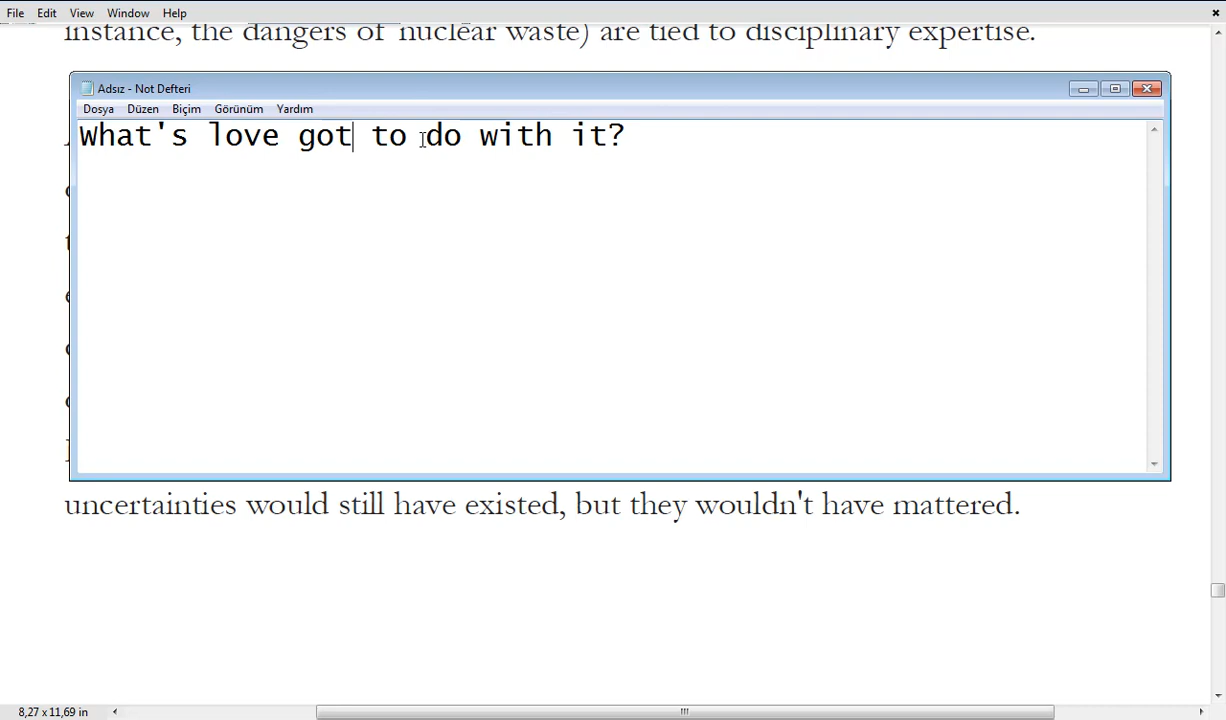 File Edit View Window Help
instance, the dangers of nuclear waste) are tied to disciplinary expertise.
Adsız - Not Defteri
Dosya Düzen Biçim Görünüm Yardım
What's love got to do with it?
uncertainties would still have existed, but they wouldn't have mattered.
8,27 x 11,69 in